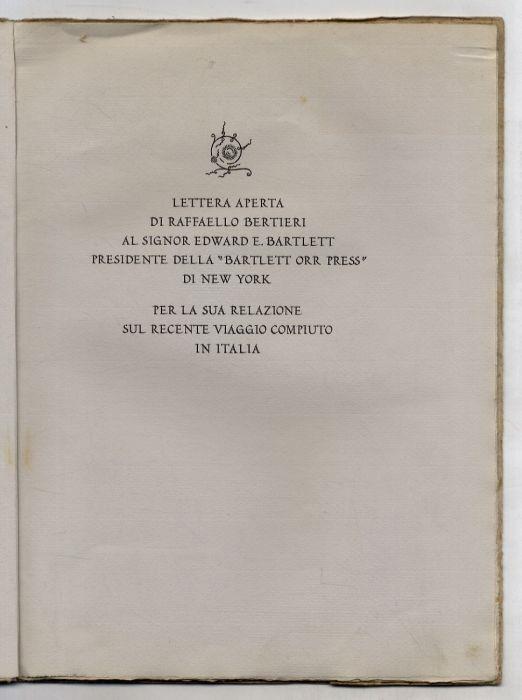 LETTERA APERTA
DI RAFFAELLO BERTIERI
AL SIGNOR EDWARD E. BARTLETT
PRESIDENTE DELLA "BARTLETT ORR PRESS"
DI NEW YORK
PER LA SUA RELAZIONE
SUL RECENTE VIAGGIO COMPIUTO
IN ITALIA